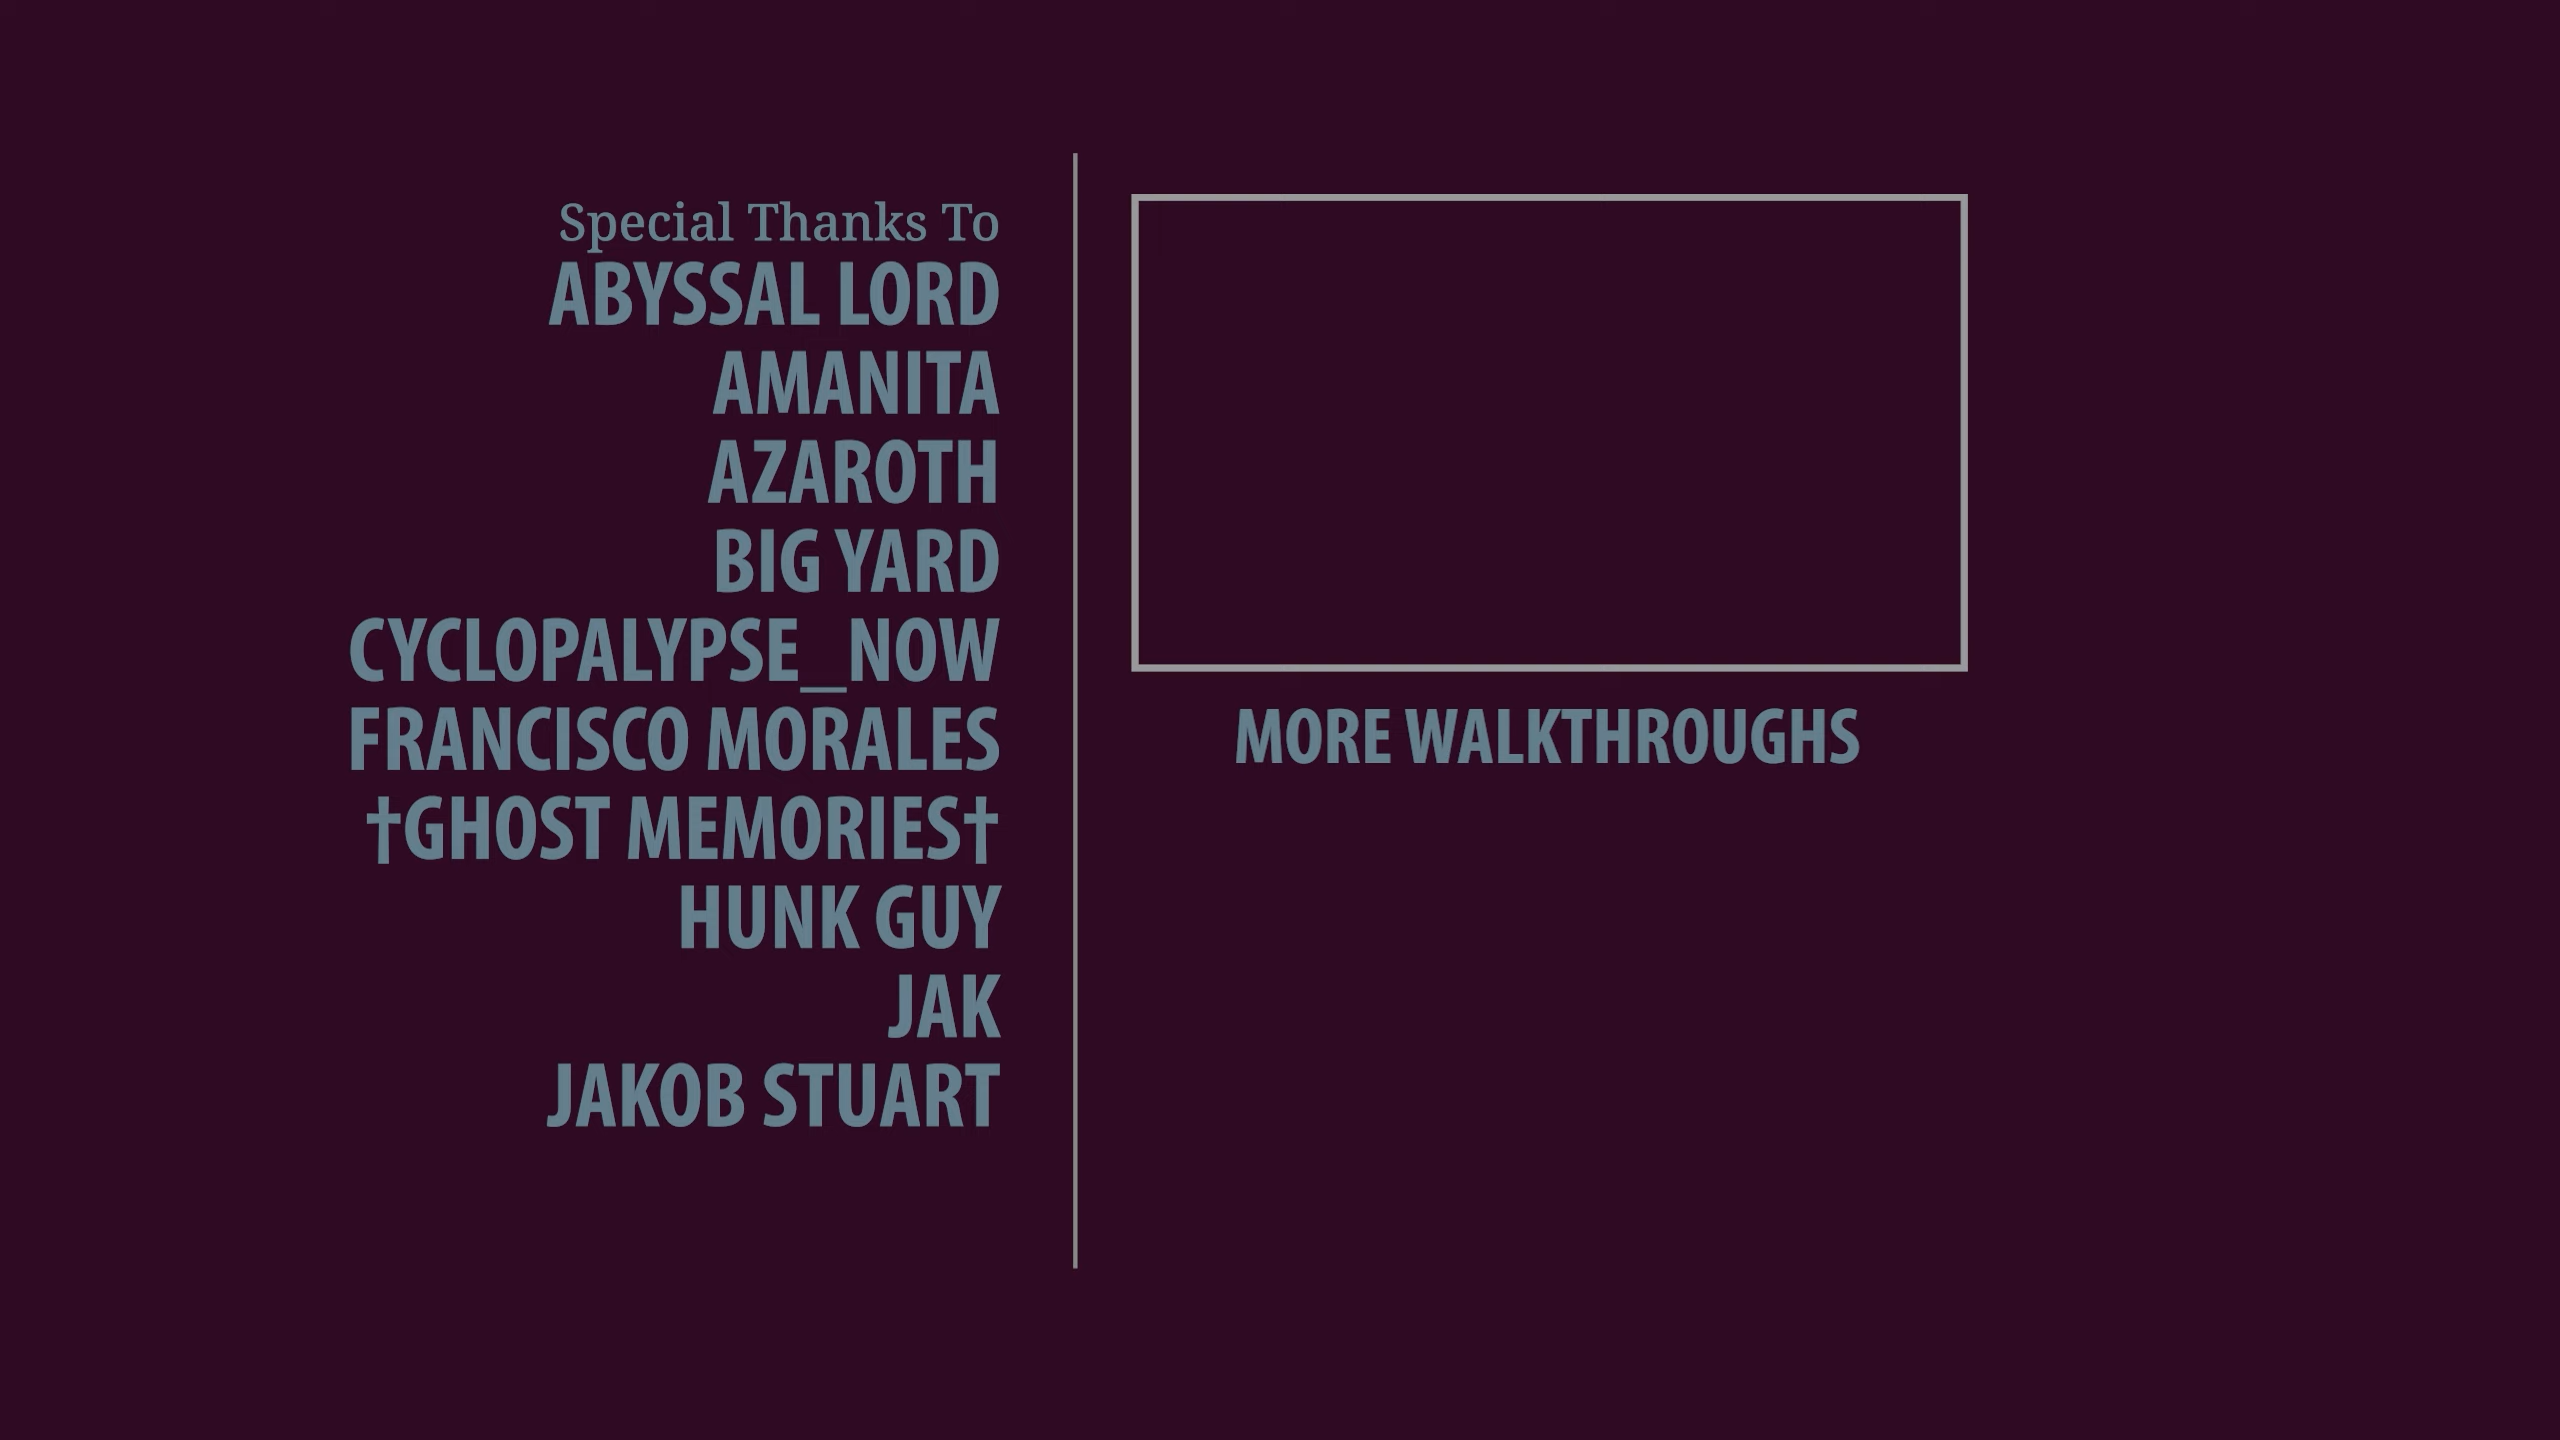 Special Thanks To
ABYSSAL LORD
AMANITA
AZAROTH
BIG YARD
CYCLOPALYPSE_NOW
FRANCISCO MORALES
†GHOST MEMORIES†
HUNK GUY
JAK
JAKOB STUART
MORE WALKTHROUGHS